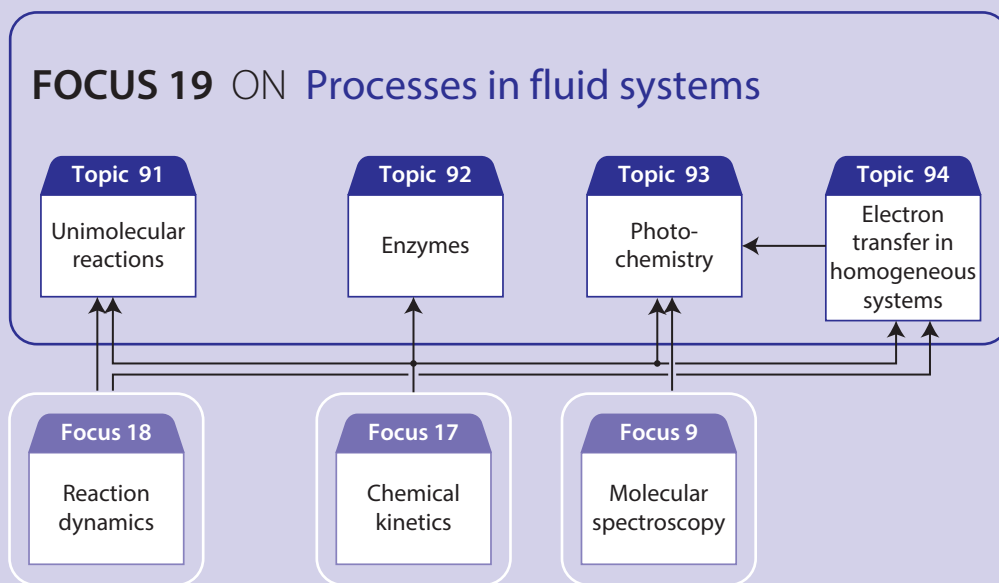 FOCUS 19 ON Processes in fluid systems
Topic 91
Unimolecular
reactions
Topic 92
Enzymes
Topic 93
Photo-
chemistry
Topic 94
Electron
transfer in
homogeneous
systems
Focus 18
Reaction
dynamics
Focus 17
Chemical
kinetics
Focus 9
Molecular
spectroscopy